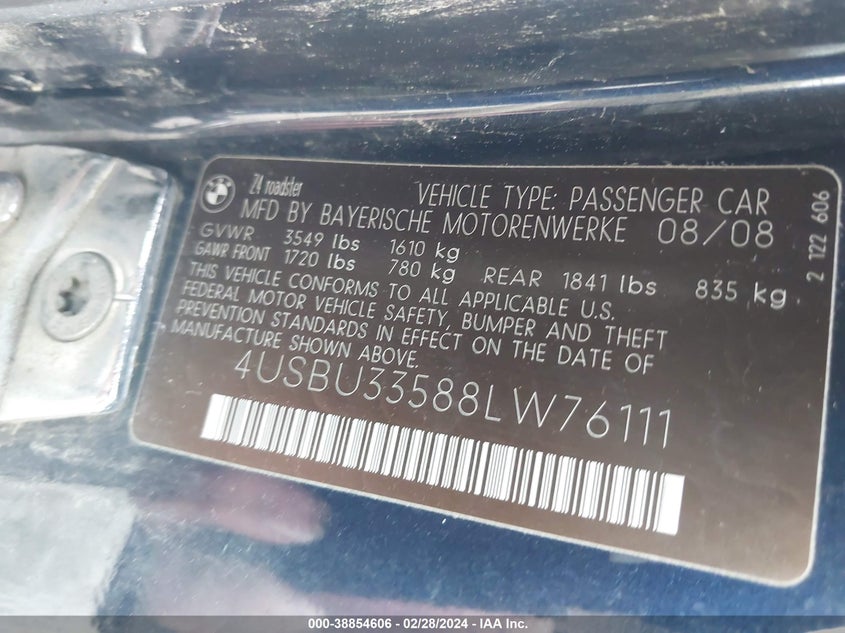 Z4 roadster
VEHICLE TYPE: PASSENGER CAR
MFD BY BAYERISCHE MOTORENWERKE 08/08
GVWR 3549 lbs 1610 kg
GAWR FRONT 1720 lbs 780 kg REAR 1841 lbs 835 kg
THIS VEHICLE CONFORMS TO ALL APPLICABLE U.S.
FEDERAL MOTOR VEHICLE SAFETY, BUMPER AND THEFT
PREVENTION STANDARDS IN EFFECT ON THE DATE OF
MANUFACTURE SHOWN ABOVE.
4USBU33588LW76111
2 122 606
BMW
000-38854606 / 02/28/2024 - IAA Inc.